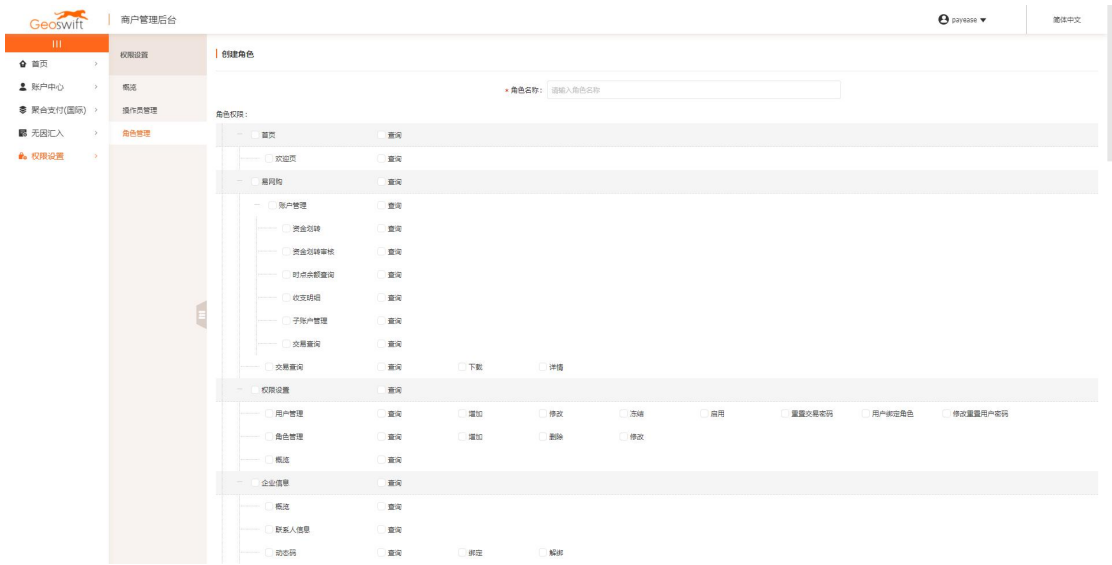 Geoswift 商户管理后台 payease 简体中文
首页
账户中心
聚合支付(国际)
无因汇入
权限设置
权限设置
概览
操作员管理
角色管理
创建角色
* 角色名称： 请输入角色名称
角色权限：
首页 查询
欢迎页 查询
易网购 查询
账户管理 查询
资金划转 查询
资金划转审核 查询
时点余额查询 查询
收支明细 查询
子账户管理 查询
交易查询 查询
交易查询 查询 下载 详情
权限设置 查询
用户管理 查询 增加 修改 冻结 启用 重置交易密码 用户绑定角色 修改重置用户密码
角色管理 查询 增加 删除 修改
概览 查询
企业信息 查询
概览 查询
联系人信息 查询
动态码 查询 绑定 解绑